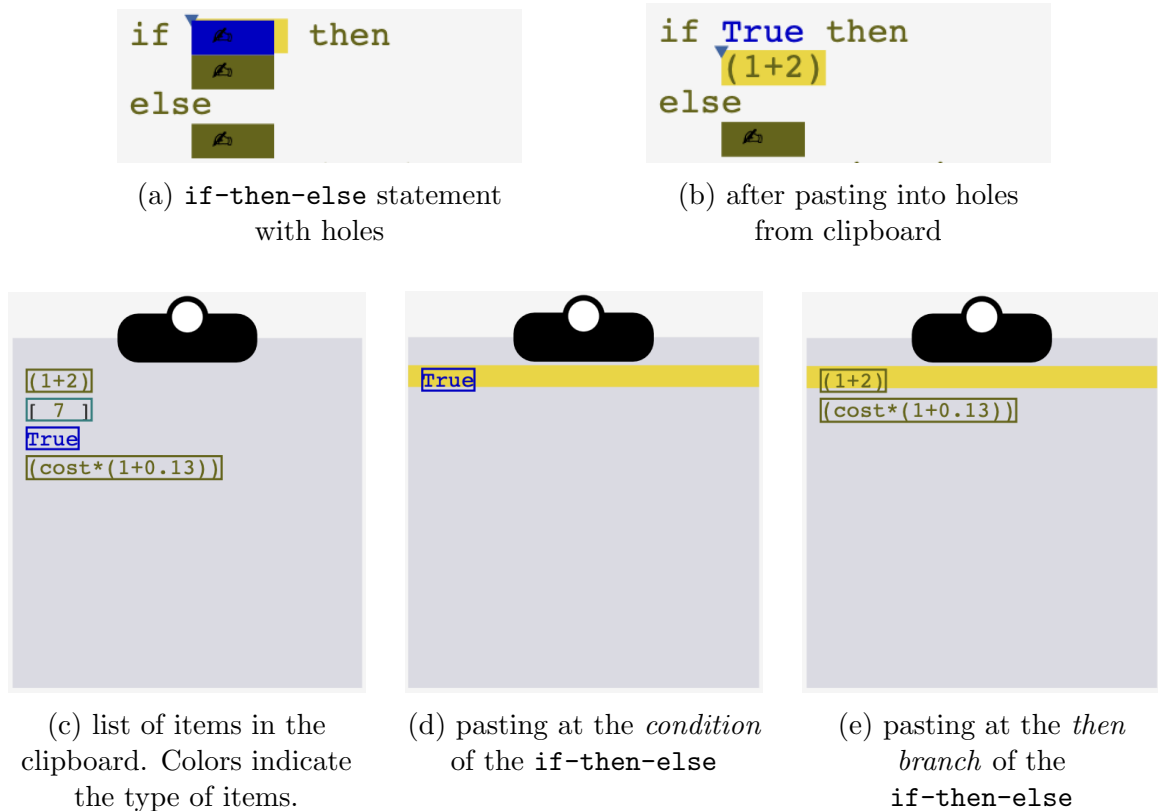 if ✍ then
✍
else
✍
if True then
(1+2)
else
✍
(a) if-then-else statement
with holes
(b) after pasting into holes
from clipboard
(1+2)
[ 7 ]
True
(cost*(1+0.13))
True
(1+2)
(cost*(1+0.13))
(c) list of items in the
clipboard. Colors indicate
the type of items.
(d) pasting at the condition
of the if-then-else
(e) pasting at the then
branch of the
if-then-else